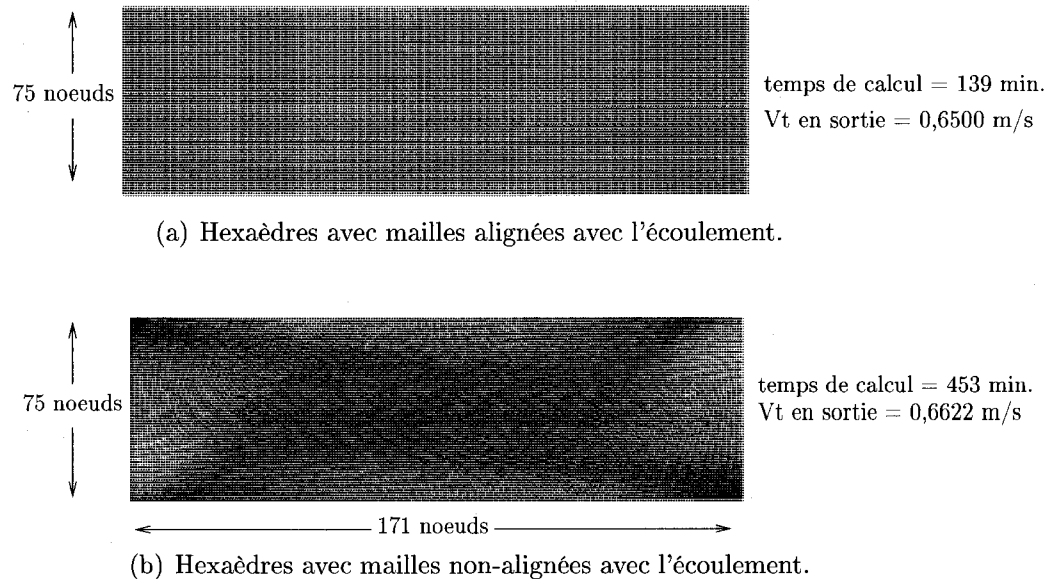 75 noeuds
temps de calcul = 139 min.
Vt en sortie = 0,6500 m/s
(a) Hexaèdres avec mailles alignées avec l'écoulement.
75 noeuds
temps de calcul = 453 min.
Vt en sortie = 0,6622 m/s
171 noeuds
(b) Hexaèdres avec mailles non-alignées avec l'écoulement.